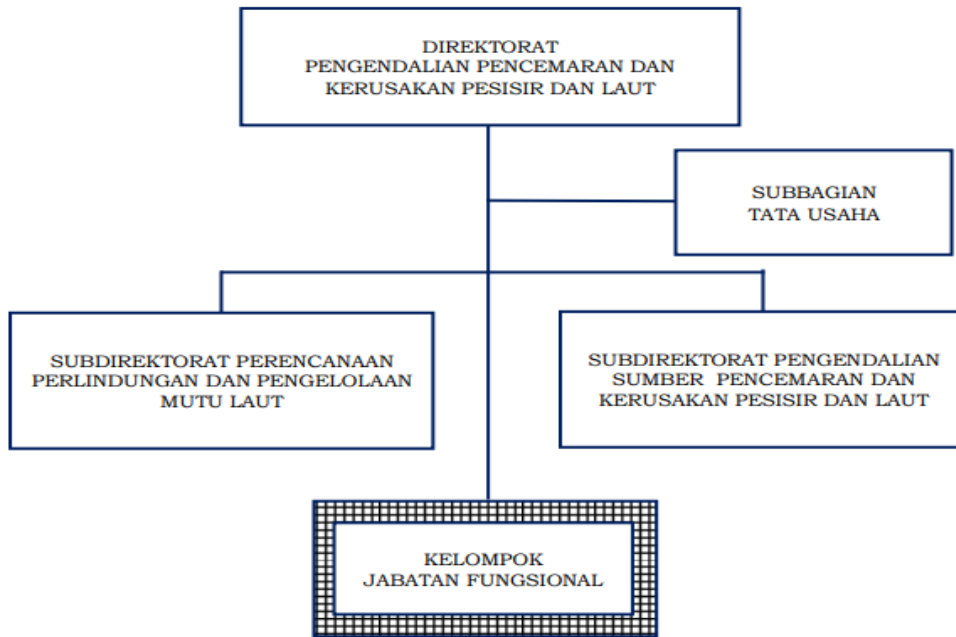 DIREKTORAT
PENGENDALIAN PENCEMARAN DAN
KERUSAKAN PESISIR DAN LAUT
SUBBAGIAN
TATA USAHA
SUBDIREKTORAT PERENCANAAN
PERLINDUNGAN DAN PENGELOLAAN
MUTU LAUT
SUBDIREKTORAT PENGENDALIAN
SUMBER PENCEMARAN DAN
KERUSAKAN PESISIR DAN LAUT
KELOMPOK
JABATAN FUNGSIONAL